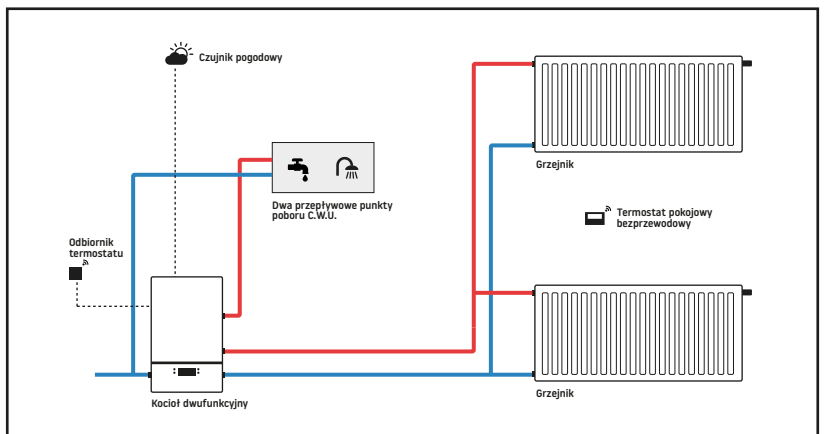 Czujnik pogodowy
Grzejnik
Dwa przepływowe punkty
poboru C.W.U.
Termostat pokojowy
bezprzewodowy
Odbiornik
termostatu
Kocioł dwufunkcyjny
Grzejnik